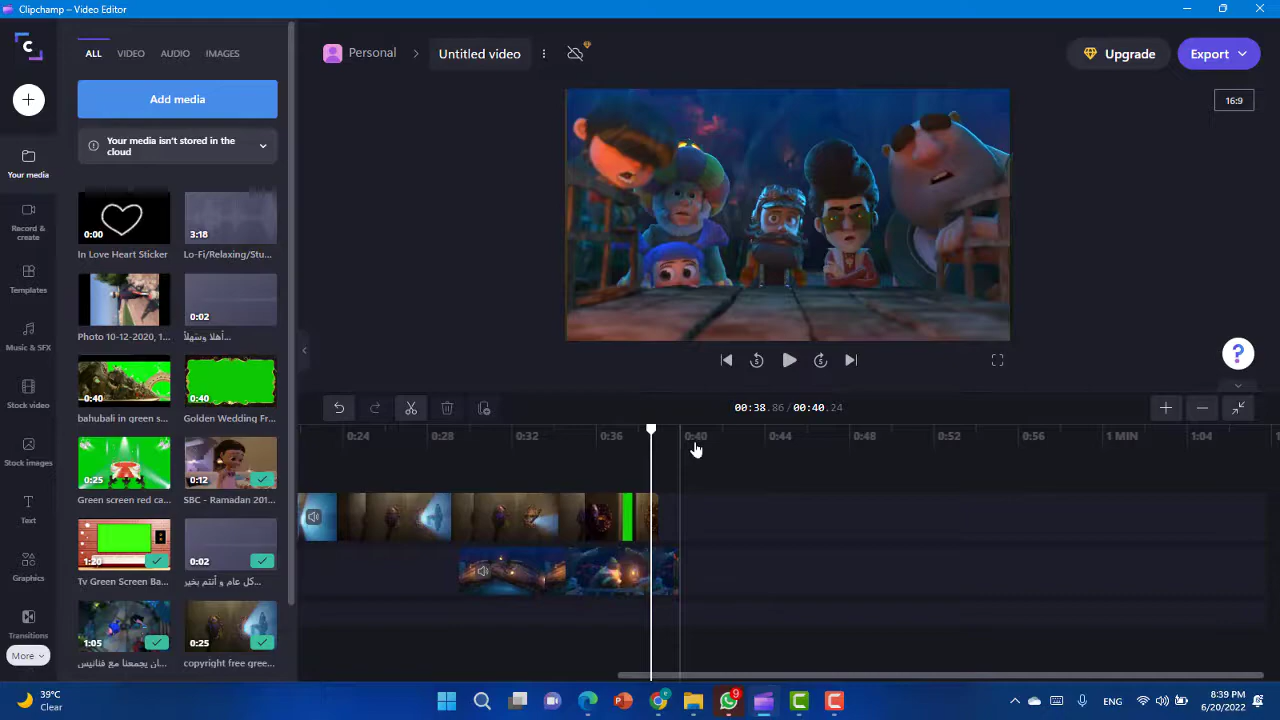 Clipchamp – Video Editor
C
ALL VIDEO AUDIO IMAGES
Add media
Your media isn't stored in the
cloud
Your media
Record &
create
Templates
Music & SFX
Stock video
Stock images
Text
Graphics
Transitions
More
0:00
In Love Heart Sticker
3:18
Lo-Fi/Relaxing/Stu...
Photo 10-12-2020, 1...
0:02
أهلا وسهلاً...
0:40
bahubali in green s...
0:40
Golden Wedding Fr...
0:25
Green screen red ca...
0:12
SBC - Ramadan 201...
1:20
Tv Green Screen Ba...
0:02
كل عام و أنتم بخير...
1:05
ان يجمعنا مع فنانيس...
0:25
copyright free gree...
Personal
Untitled video
Upgrade
Export
16:9
5
5
?
00:38.86/00:40.24
0:24 0:28 0:32 0:36 0:40 0:44 0:48 0:52 0:56 1 MIN 1:04
39°C
Clear
9
ENG
8:39 PM
6/20/2022